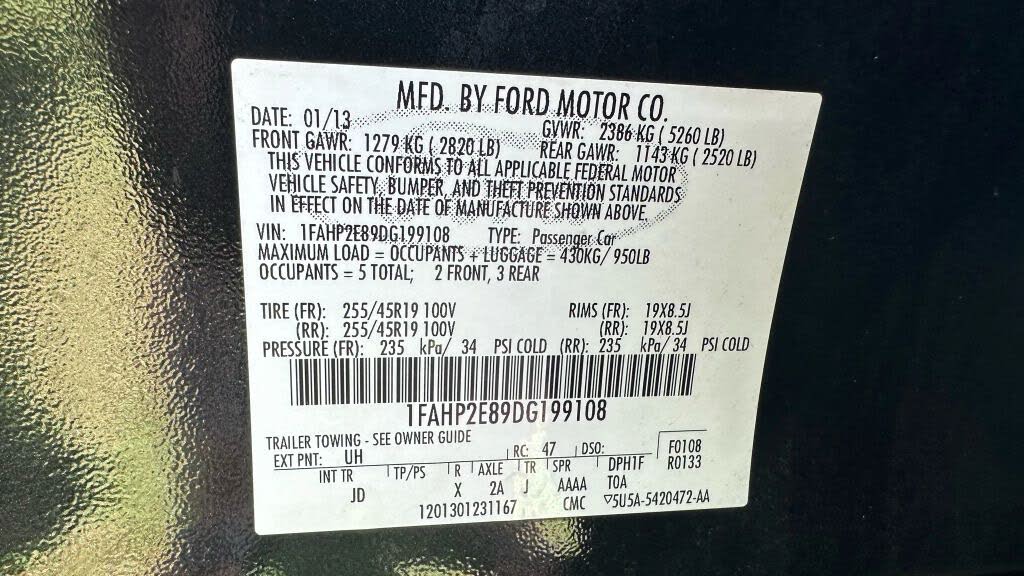 MFD. BY FORD MOTOR CO.
DATE: 01/13 GVWR: 2386 KG ( 5260 LB)
FRONT GAWR: 1279 KG ( 2820 LB) REAR GAWR: 1143 KG ( 2520 LB)
THIS VEHICLE CONFORMS TO ALL APPLICABLE FEDERAL MOTOR
VEHICLE SAFETY, BUMPER, AND THEFT PREVENTION STANDARDS
IN EFFECT ON THE DATE OF MANUFACTURE SHOWN ABOVE.
VIN: 1FAHP2E89DG199108 TYPE: Passenger Car
MAXIMUM LOAD = OCCUPANTS + LUGGAGE = 430KG/ 950LB
OCCUPANTS = 5 TOTAL; 2 FRONT, 3 REAR
TIRE (FR): 255/45R19 100V RIMS (FR): 19X8.5J
(RR): 255/45R19 100V (RR): 19X8.5J
PRESSURE (FR): 235 kPa/ 34 PSI COLD (RR): 235 kPa/ 34 PSI COLD
1FAHP2E89DG199108
TRAILER TOWING - SEE OWNER GUIDE
EXT PNT: UH RC: 47 DSO: F0108
R0133
INT TR TP/PS R AXLE TR SPR DPH1F
JD X 2A J AAAA TOA
1201301231167 CMC ▽5U5A-5420472-AA